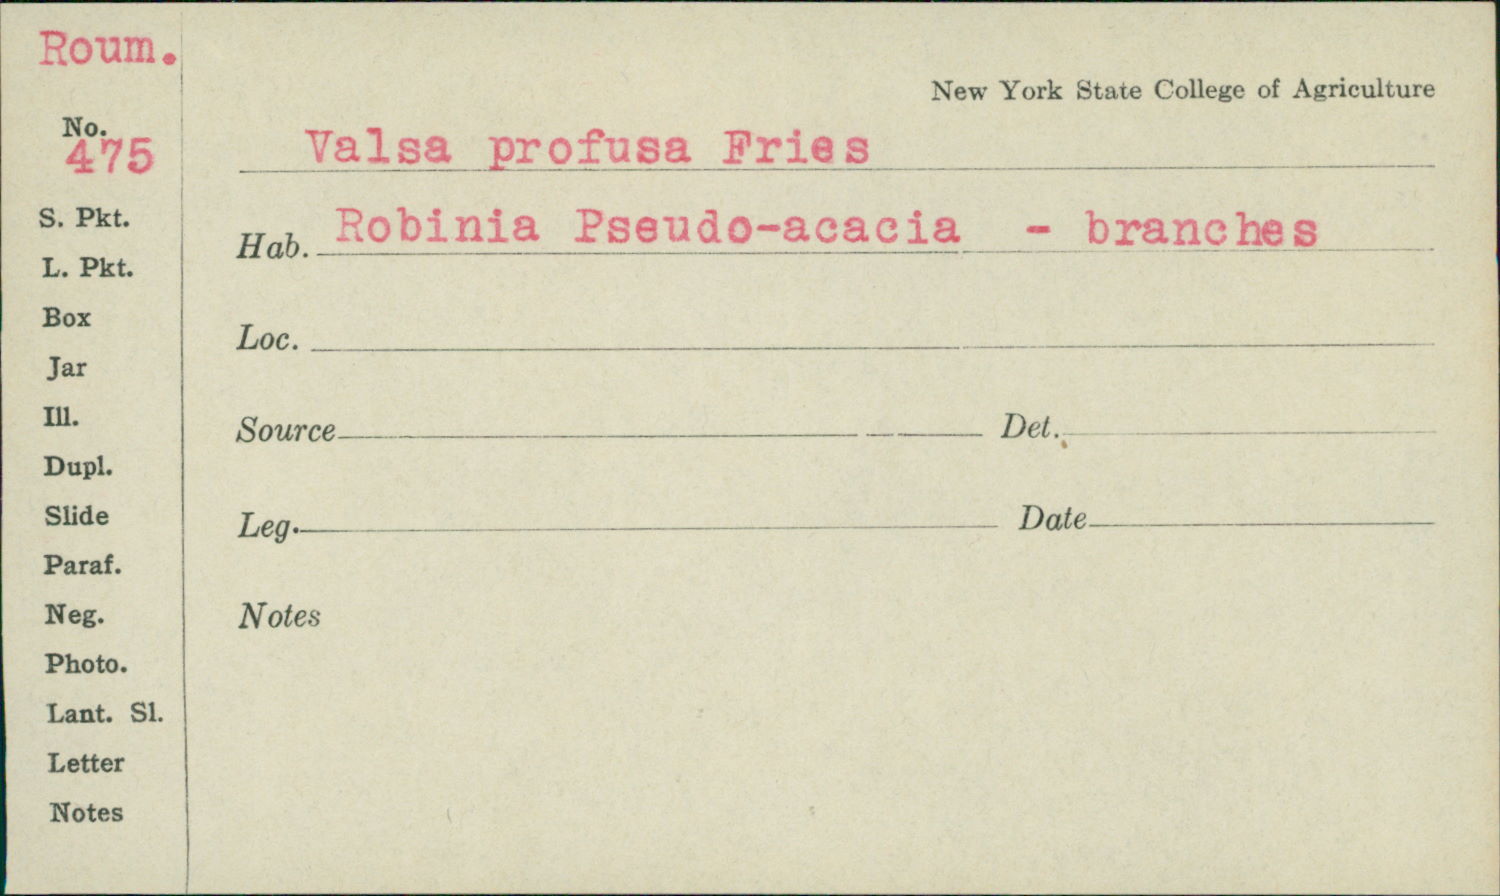 Roum.
New York State College of Agriculture
No.
475
Valsa profusa Fries
S. Pkt.
Hab. Robinia Pseudo-acacia - branches
L. Pkt.
Box
Loc.
Jar
Ill.
Source Det.
Dupl.
Slide
Leg. Date
Paraf.
Neg.
Notes
Photo.
Lant. Sl.
Letter
Notes